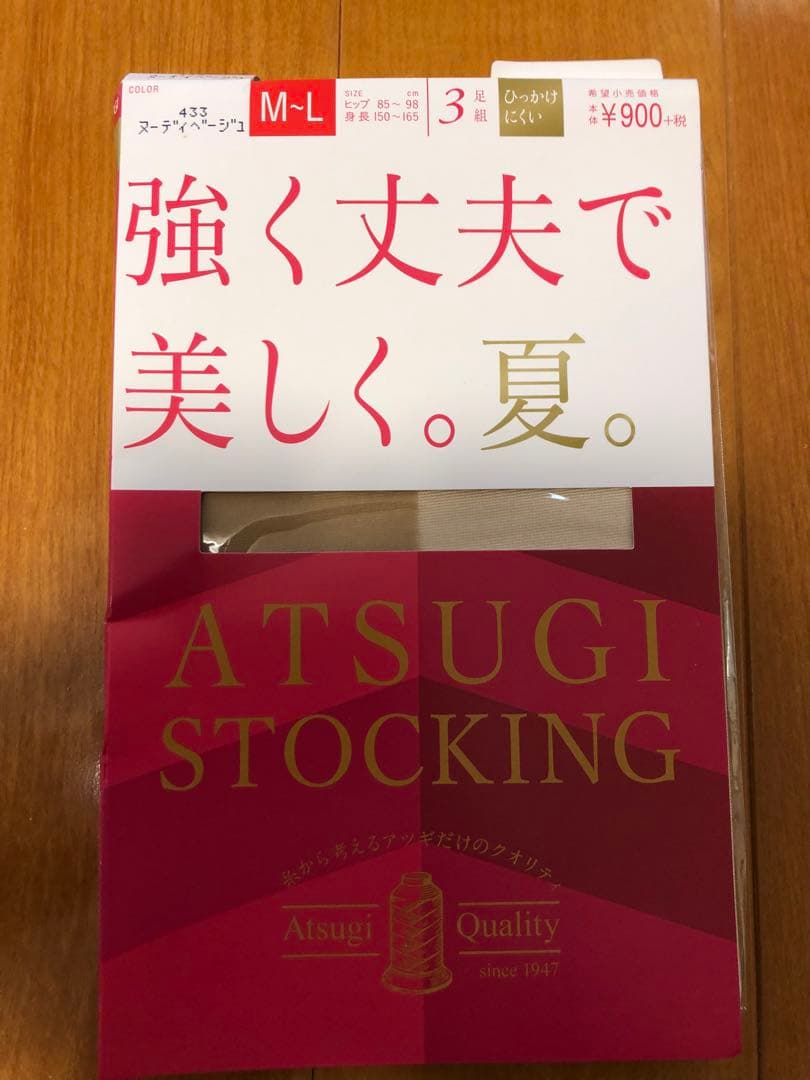 COLOR
433
ヌーディベージュ
M~L
SIZE cm
ヒップ 85~98
身長 150~165
3足組
ひっかけ
にくい
希望小売価格
本体 ¥900+税
強く丈夫で
美しく。夏。
ATSUGI
STOCKING
糸から考えるアツギだけのクオリティ
Atsugi Quality
since 1947